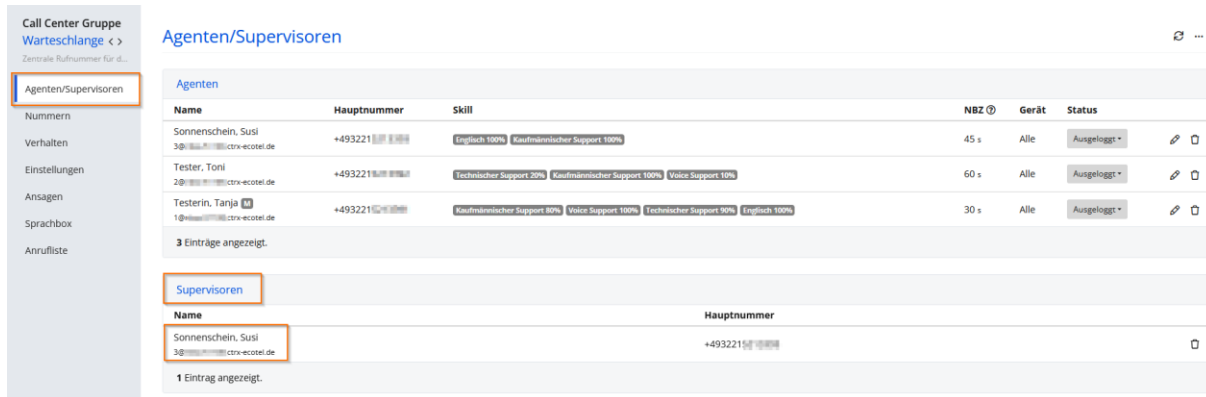 Call Center Gruppe
Warteschlange < >
Zentrale Rufnummer für d...
Agenten/Supervisoren
Nummern
Verhalten
Einstellungen
Ansagen
Sprachbox
Anrufliste
Agenten/Supervisoren
Agenten
Name Hauptnummer Skill NBZ Gerät Status
Sonnenschein, Susi
3@ ctrx-ecotel.de
+493221
Englisch 100% Kaufmännischer Support 100%
45 s Alle Ausgeloggt
Tester, Toni
2@ ctrx-ecotel.de
+493221
Technischer Support 20% Kaufmännischer Support 100% Voice Support 10%
60 s Alle Ausgeloggt
Testerin, Tanja M
1@ ctrx-ecotel.de
+493221
Kaufmännischer Support 80% Voice Support 100% Technischer Support 90% Englisch 100%
30 s Alle Ausgeloggt
3 Einträge angezeigt.
Supervisoren
Name Hauptnummer
Sonnenschein, Susi
3@ ctrx-ecotel.de
+493221
1 Eintrag angezeigt.